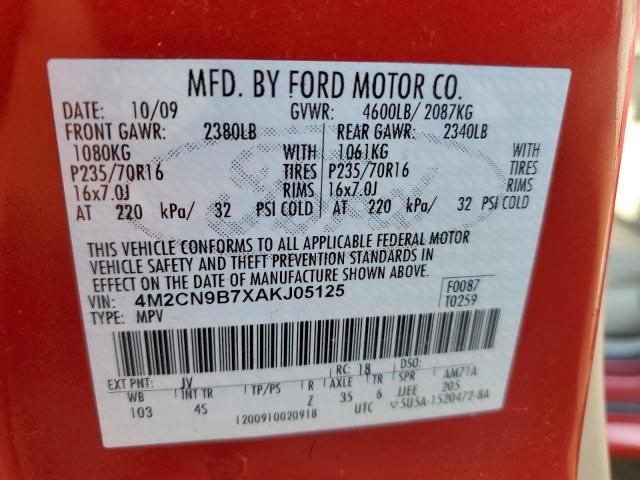 MFD. BY FORD MOTOR CO.
DATE: 10/09 GVWR: 4600LB/ 2087KG
FRONT GAWR: 2380LB REAR GAWR: 2340LB
1080KG WITH 1061KG WITH
P235/70R16 TIRES P235/70R16 TIRES
16x7.0J RIMS 16x7.0J RIMS
AT 220 kPa/ 32 PSI COLD AT 220 kPa/ 32 PSI COLD
Ford
THIS VEHICLE CONFORMS TO ALL APPLICABLE FEDERAL MOTOR
VEHICLE SAFETY AND THEFT PREVENTION STANDARDS IN
EFFECT ON THE DATE OF MANUFACTURE SHOWN ABOVE.
VIN: 4M2CN9B7XAKJ05125 F0087
TYPE: MPV T0259
EXT PNT: JV RC: 18 DSO:
WB INT TR TP/PS R AXLE TR SPR AM71A
103 4S Z 35 6 JJEE 205
1200910020918 UTC ▽5U5A-1520472-BA